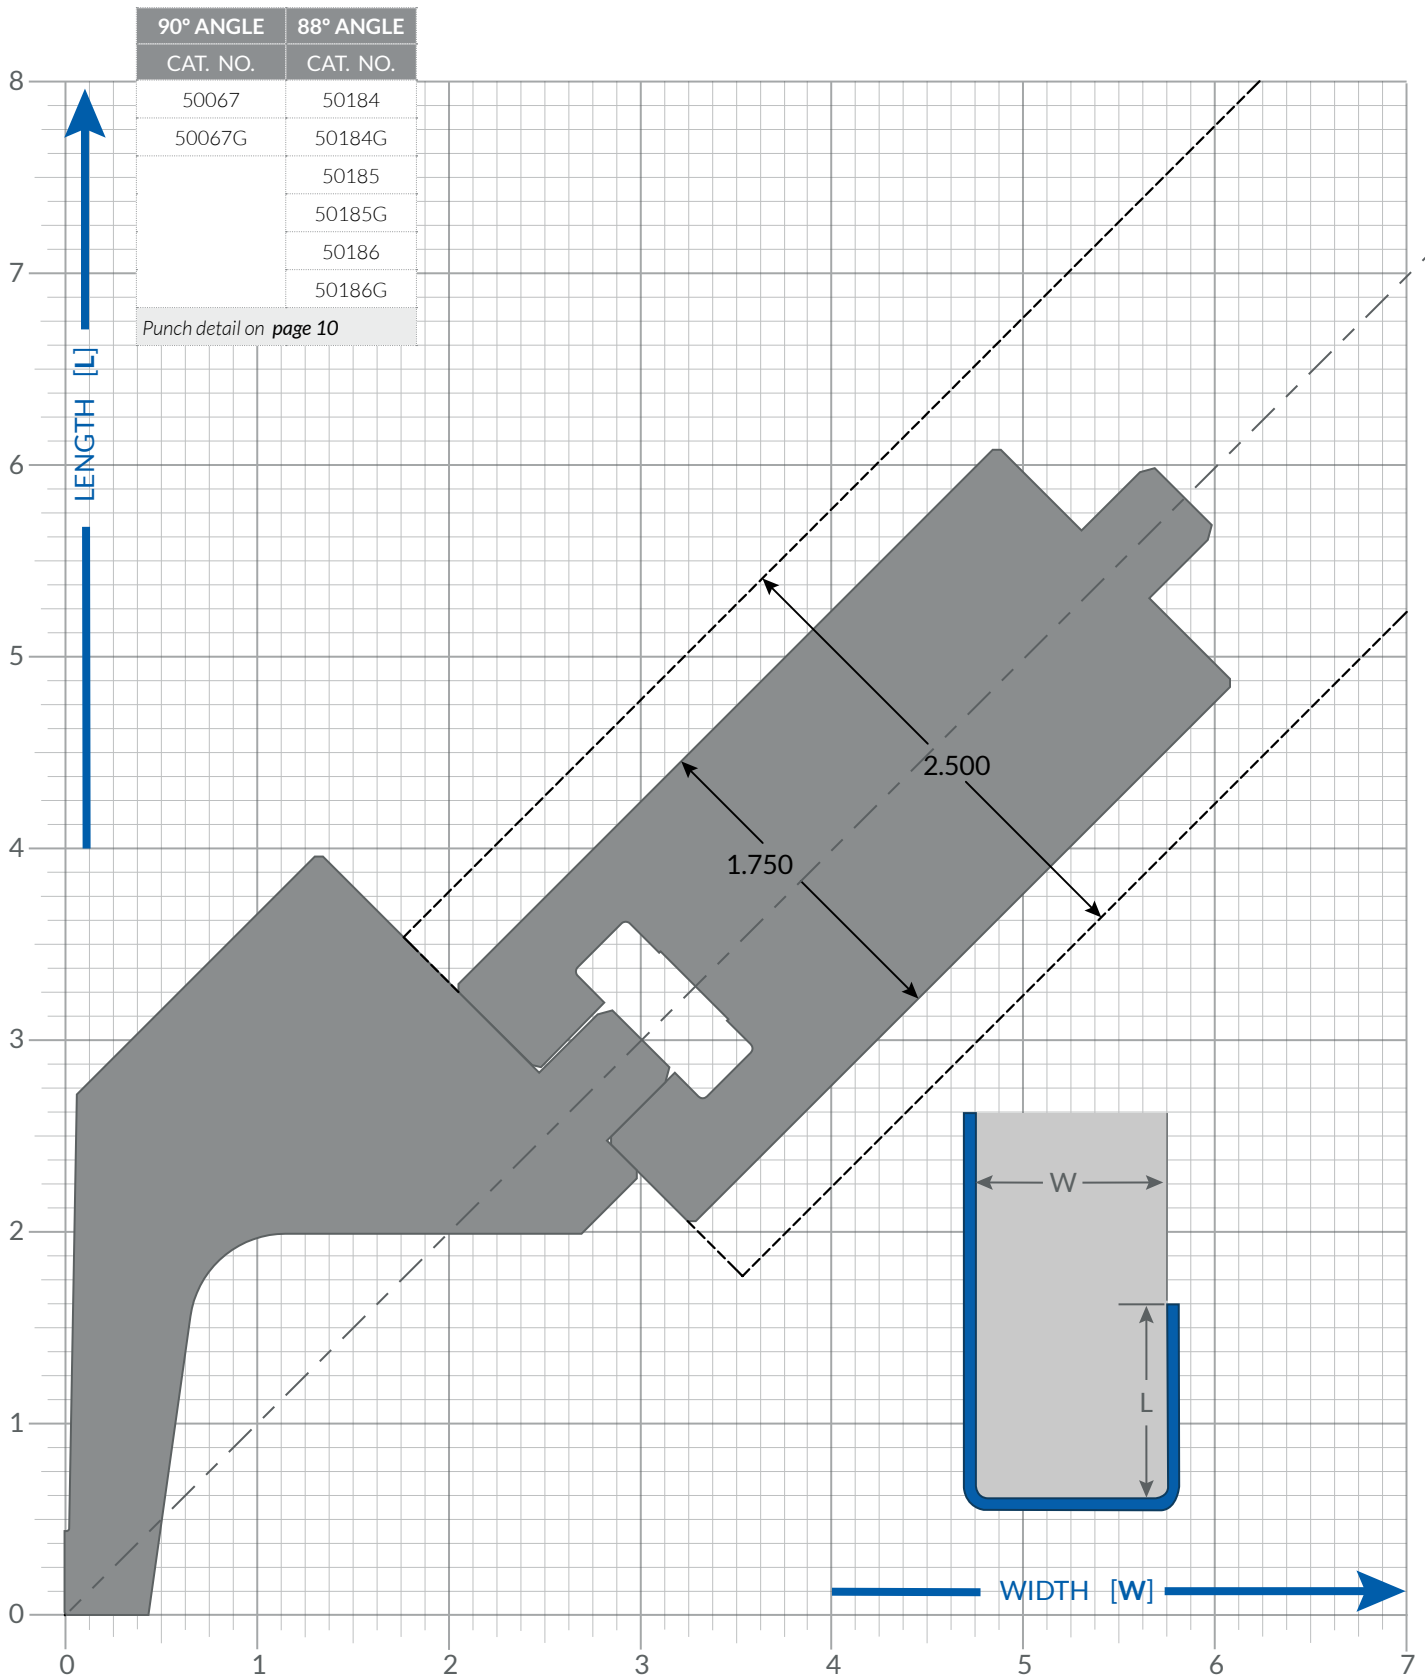 90° ANGLE 88° ANGLE
CAT. NO. CAT. NO.
50067 50184
50067G 50184G
50185
50185G
50186
50186G
Punch detail on page 10
8
7
6
5
4
3
2
1
0
LENGTH [L]
2.500
1.750
W
L
WIDTH [W]
0 1 2 3 4 5 6 7